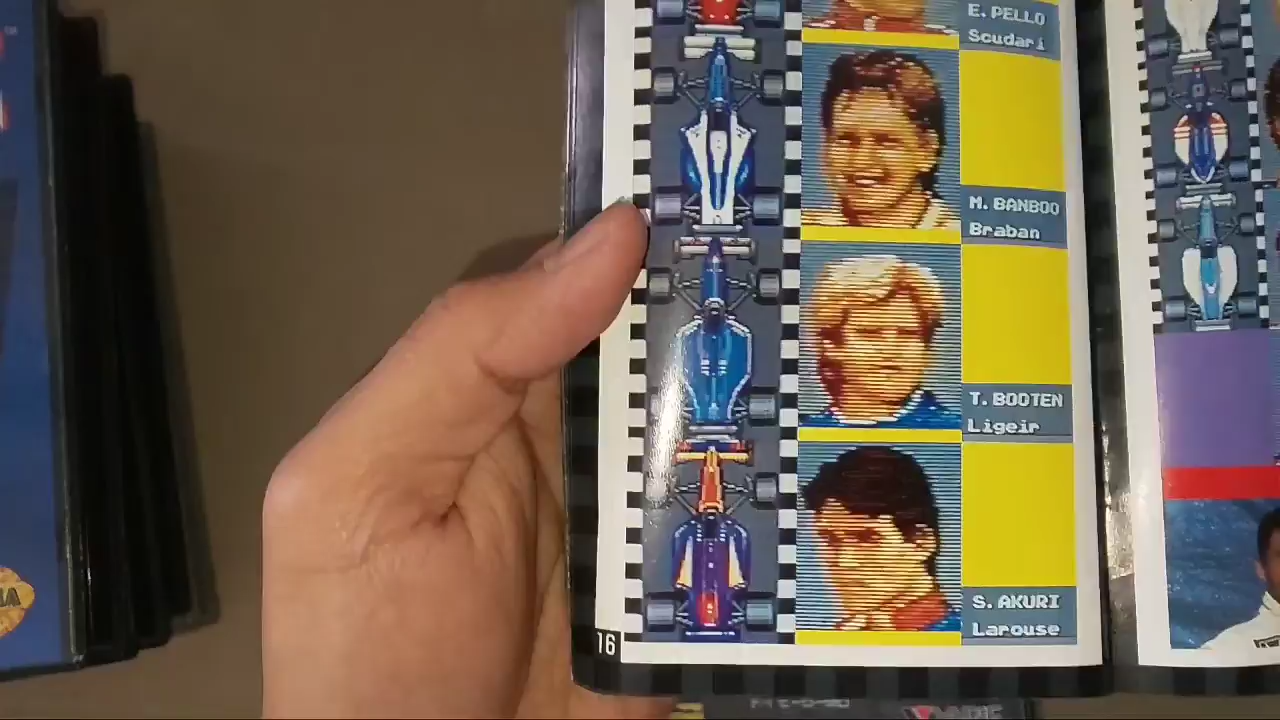 E. PELLO
Scudari
M. BANBOO
Braban
T. BOOTEN
Ligeir
S. AKURI
Larouse
16